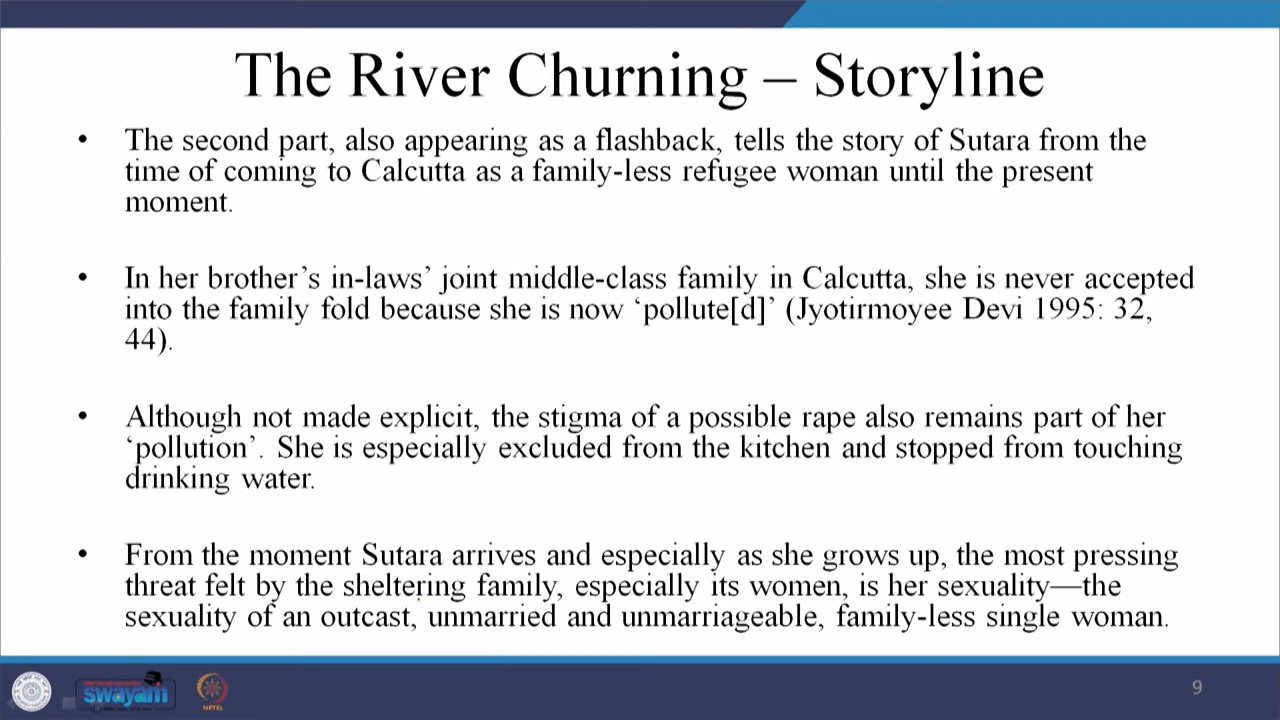 The River Churning – Storyline
• The second part, also appearing as a flashback, tells the story of Sutara from the
time of coming to Calcutta as a family-less refugee woman until the present
moment.
• In her brother’s in-laws’ joint middle-class family in Calcutta, she is never accepted
into the family fold because she is now ‘pollute[d]’ (Jyotirmoyee Devi 1995: 32,
44).
• Although not made explicit, the stigma of a possible rape also remains part of her
‘pollution’. She is especially excluded from the kitchen and stopped from touching
drinking water.
• From the moment Sutara arrives and especially as she grows up, the most pressing
threat felt by the sheltering family, especially its women, is her sexuality—the
sexuality of an outcast, unmarried and unmarriageable, family-less single woman.
swayam
NPTEL
9